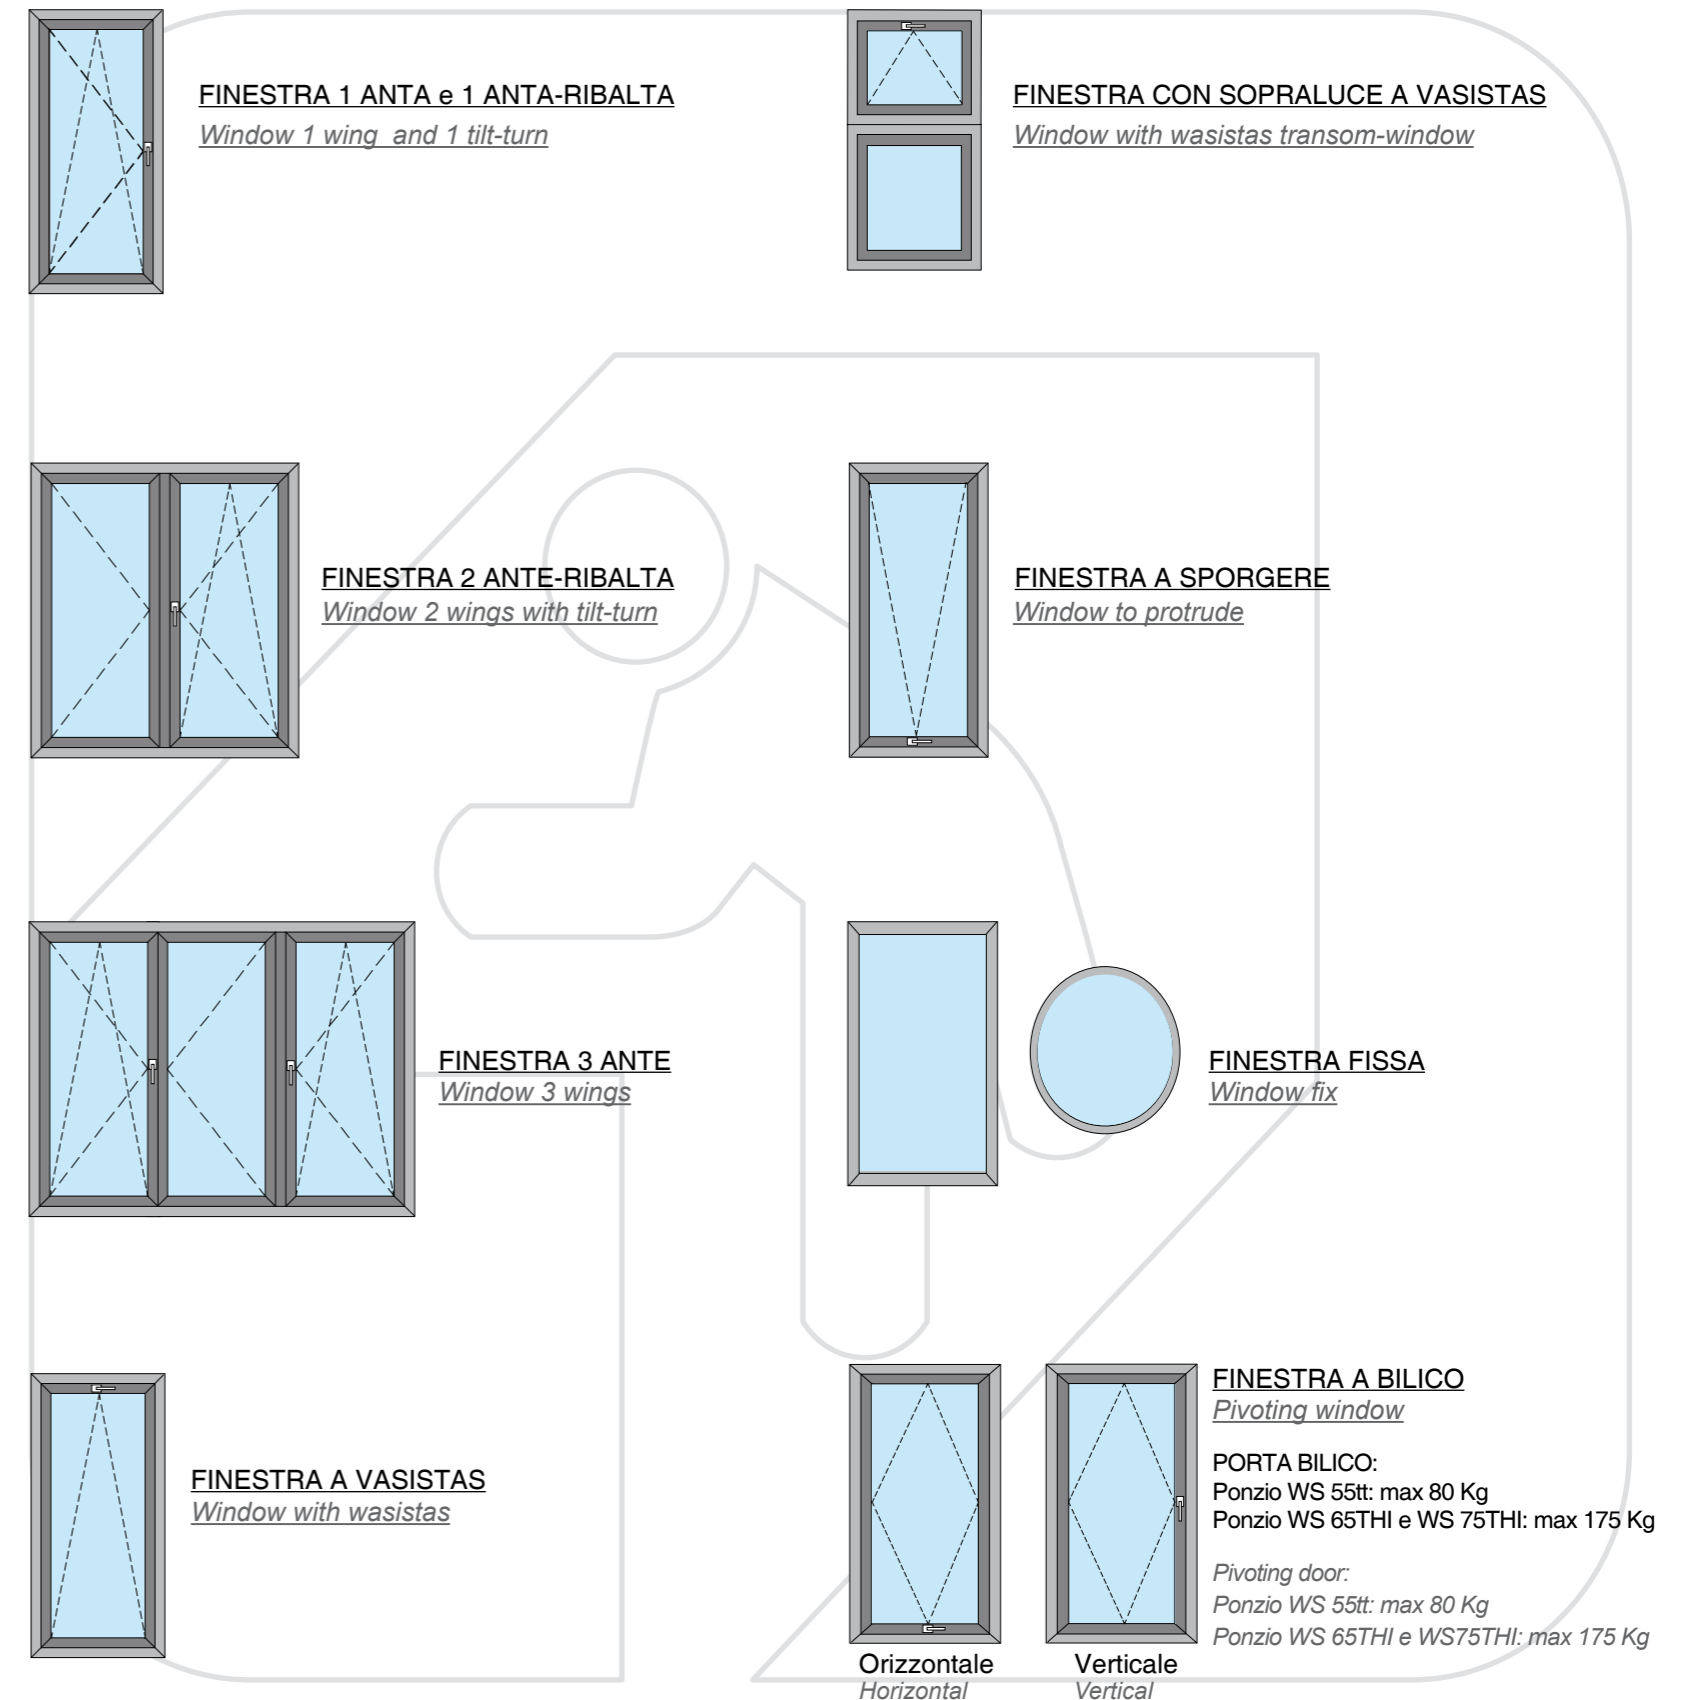 FINESTRA 1 ANTA e 1 ANTA-RIBALTA
Window 1 wing and 1 tilt-turn
FINESTRA CON SOPRALUCE A VASISTAS
Window with wasistas transom-window
FINESTRA 2 ANTE-RIBALTA
Window 2 wings with tilt-turn
FINESTRA A SPORGERE
Window to protrude
FINESTRA 3 ANTE
Window 3 wings
FINESTRA FISSA
Window fix
FINESTRA A VASISTAS
Window with wasistas
FINESTRA A BILICO
Pivoting window
PORTA BILICO:
Ponzio WS 55tt: max 80 Kg
Ponzio WS 65THI e WS 75THI: max 175 Kg
Pivoting door:
Ponzio WS 55tt: max 80 Kg
Ponzio WS 65THI e WS75THI: max 175 Kg
Orizzontale
Horizontal
Verticale
Vertical